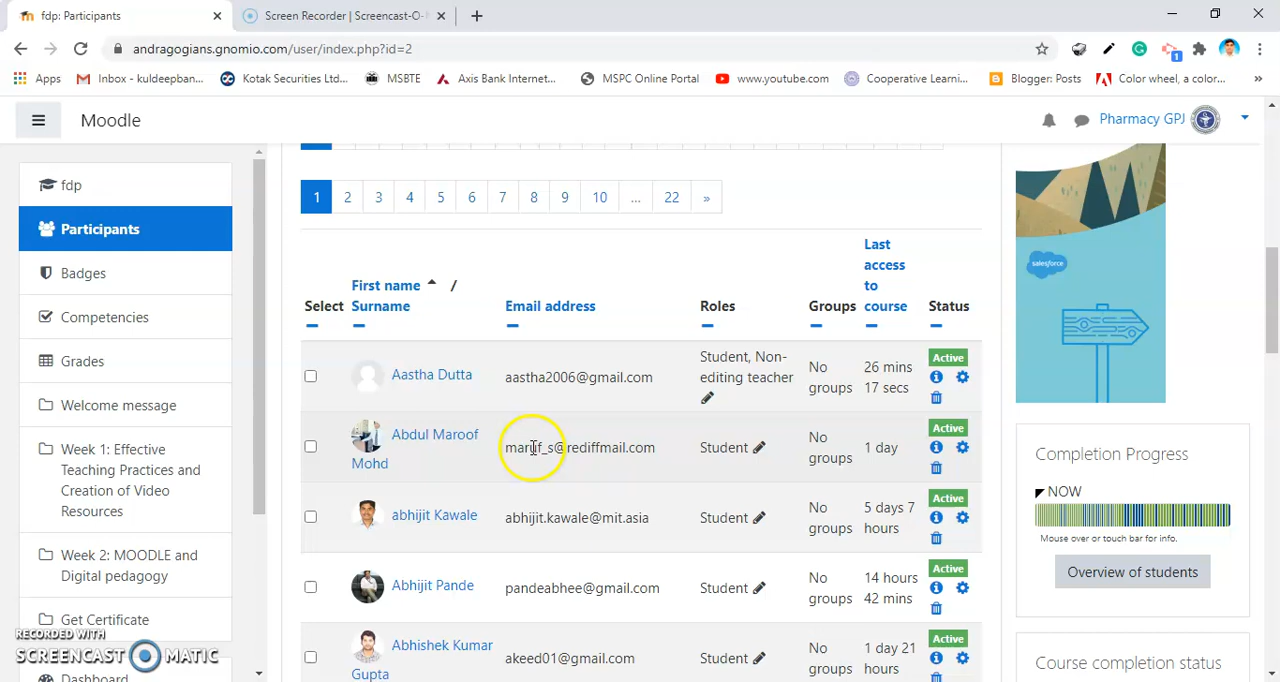 fdp: Participants
Screen Recorder | Screencast-O-
andragogians.gnomio.com/user/index.php?id=2
Apps
Inbox - kuldeepban...
Kotak Securities Ltd...
MSBTE
Axis Bank Internet...
MSPC Online Portal
www.youtube.com
Cooperative Learni...
Blogger: Posts
Color wheel, a color...
»
1
Moodle
Pharmacy GPJ
fdp
Participants
Badges
Competencies
Grades
Welcome message
Week 1: Effective
Teaching Practices and
Creation of Video
Resources
Week 2: MOODLE and
Digital pedagogy
Get Certificate
Dashboard
RECORDED WITH
SCREENCAST MATIC
1 2 3 4 5 6 7 8 9 10 ... 22 »
Select
First name /
Surname
Email address
Roles
Groups
Last
access
to
course
Status
Aastha Dutta
aastha2006@gmail.com
Student, Non-
editing teacher
No
groups
26 mins
17 secs
Active
Abdul Maroof
Mohd
@rediffmail.com
Student
No
groups
1 day
Active
abhijit Kawale
abhijit.kawale@mit.asia
Student
No
groups
5 days 7
hours
Active
Abhijit Pande
pandeabhee@gmail.com
Student
No
groups
14 hours
42 mins
Active
Abhishek Kumar
Gupta
akeed01@gmail.com
Student
No
groups
1 day 21
hours
Active
salesforce
Completion Progress
NOW
Mouse over or touch bar for info.
Overview of students
Course completion status